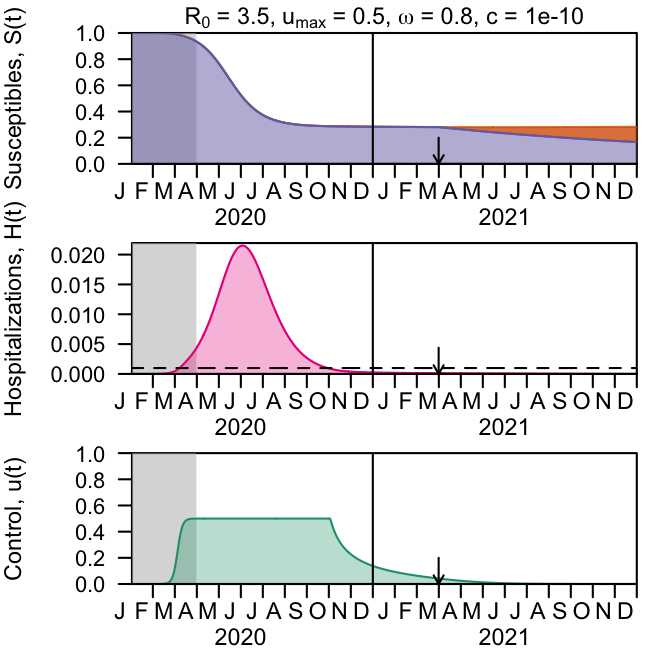 R₀ = 3.5, uₘₐₓ = 0.5, ω = 0.8, c = 1e-10
Susceptibles, S(t)
1.0
0.8
0.6
0.4
0.2
0.0
J F M A M J J A S O N D J F M A M J J A S O N D
2020 2021
Hospitalizations, H(t)
0.020
0.015
0.010
0.005
0.000
J F M A M J J A S O N D J F M A M J J A S O N D
2020 2021
Control, u(t)
1.0
0.8
0.6
0.4
0.2
0.0
J F M A M J J A S O N D J F M A M J J A S O N D
2020 2021